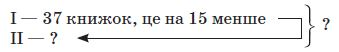 I — 37 книжок, це на 15 менше
II — ?
?